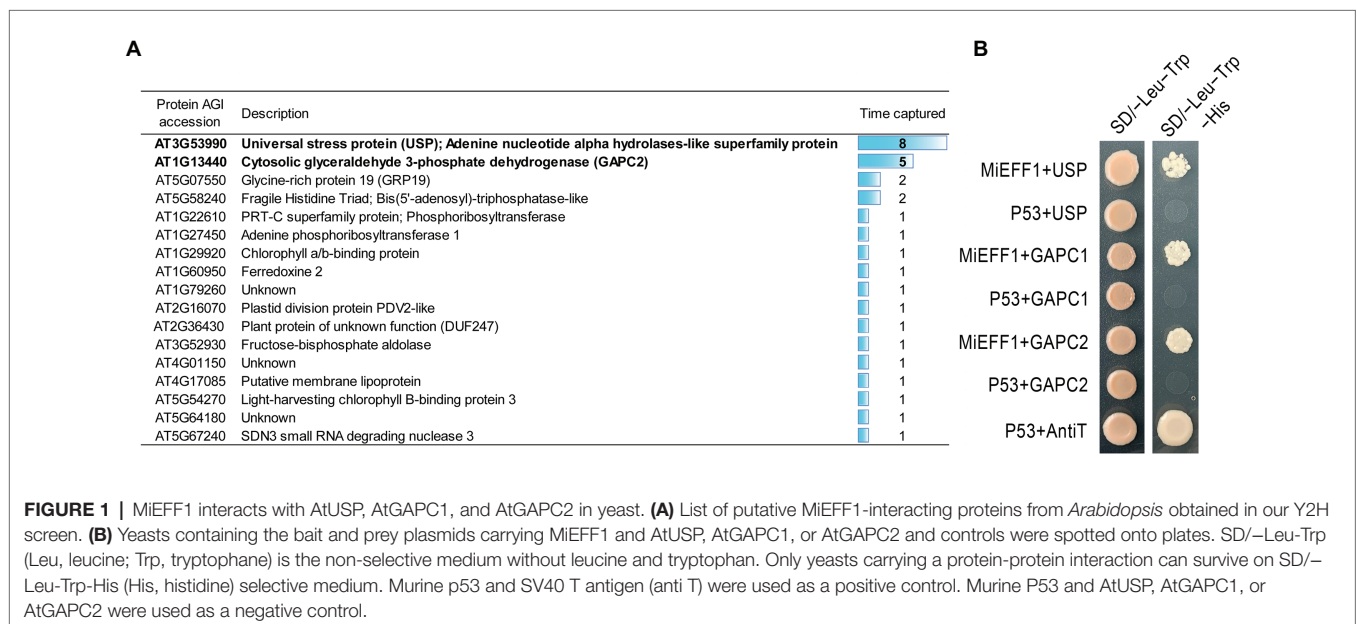 A
Protein AGI accession Description Time captured
AT3G53990 Universal stress protein (USP); Adenine nucleotide alpha hydrolases-like superfamily protein 8
AT1G13440 Cytosolic glyceraldehyde 3-phosphate dehydrogenase (GAPC2) 5
AT5G07550 Glycine-rich protein 19 (GRP19) 2
AT5G58240 Fragile Histidine Triad; Bis(5'-adenosyl)-triphosphatase-like 2
AT1G22610 PRT-C superfamily protein; Phosphoribosyltransferase 1
AT1G27450 Adenine phosphoribosyltransferase 1 1
AT1G29920 Chlorophyll a/b-binding protein 1
AT1G60950 Ferredoxine 2 1
AT1G79260 Unknown 1
AT2G16070 Plastid division protein PDV2-like 1
AT2G36430 Plant protein of unknown function (DUF247) 1
AT3G52930 Fructose-bisphosphate aldolase 1
AT4G01150 Unknown 1
AT4G17085 Putative membrane lipoprotein 1
AT5G54270 Light-harvesting chlorophyll B-binding protein 3 1
AT5G64180 Unknown 1
AT5G67240 SDN3 small RNA degrading nuclease 3 1
B
SD/−Leu−Trp
SD/−Leu−Trp
−His
MiEFF1+USP
P53+USP
MiEFF1+GAPC1
P53+GAPC1
MiEFF1+GAPC2
P53+GAPC2
P53+AntiT
FIGURE 1 | MiEFF1 interacts with AtUSP, AtGAPC1, and AtGAPC2 in yeast. (A) List of putative MiEFF1-interacting proteins from Arabidopsis obtained in our Y2H
screen. (B) Yeasts containing the bait and prey plasmids carrying MiEFF1 and AtUSP, AtGAPC1, or AtGAPC2 and controls were spotted onto plates. SD/−Leu-Trp
(Leu, leucine; Trp, tryptophane) is the non-selective medium without leucine and tryptophan. Only yeasts carrying a protein-protein interaction can survive on SD/−
Leu-Trp-His (His, histidine) selective medium. Murine p53 and SV40 T antigen (anti T) were used as a positive control. Murine P53 and AtUSP, AtGAPC1, or
AtGAPC2 were used as a negative control.